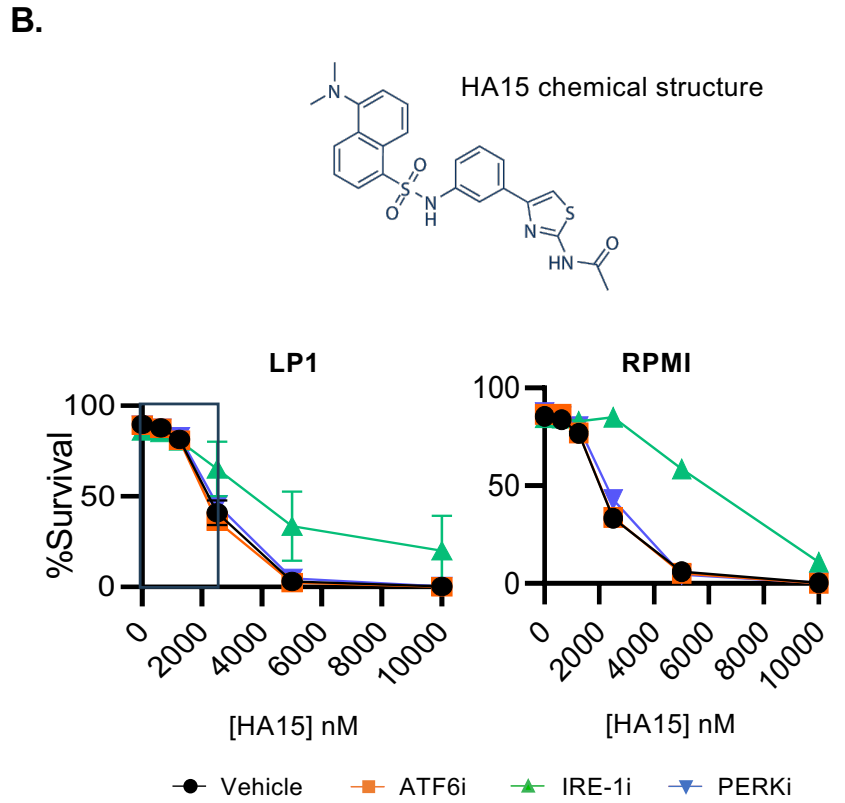 B.
HA15 chemical structure
N
O
S
O
N
H
N
S
HN
O
LP1
RPMI
%Survival
100
50
0
0
2000
4000
6000
8000
10000
[HA15] nM
100
50
0
0
2000
4000
6000
8000
10000
[HA15] nM
Vehicle ATF6i IRE-1i PERKi